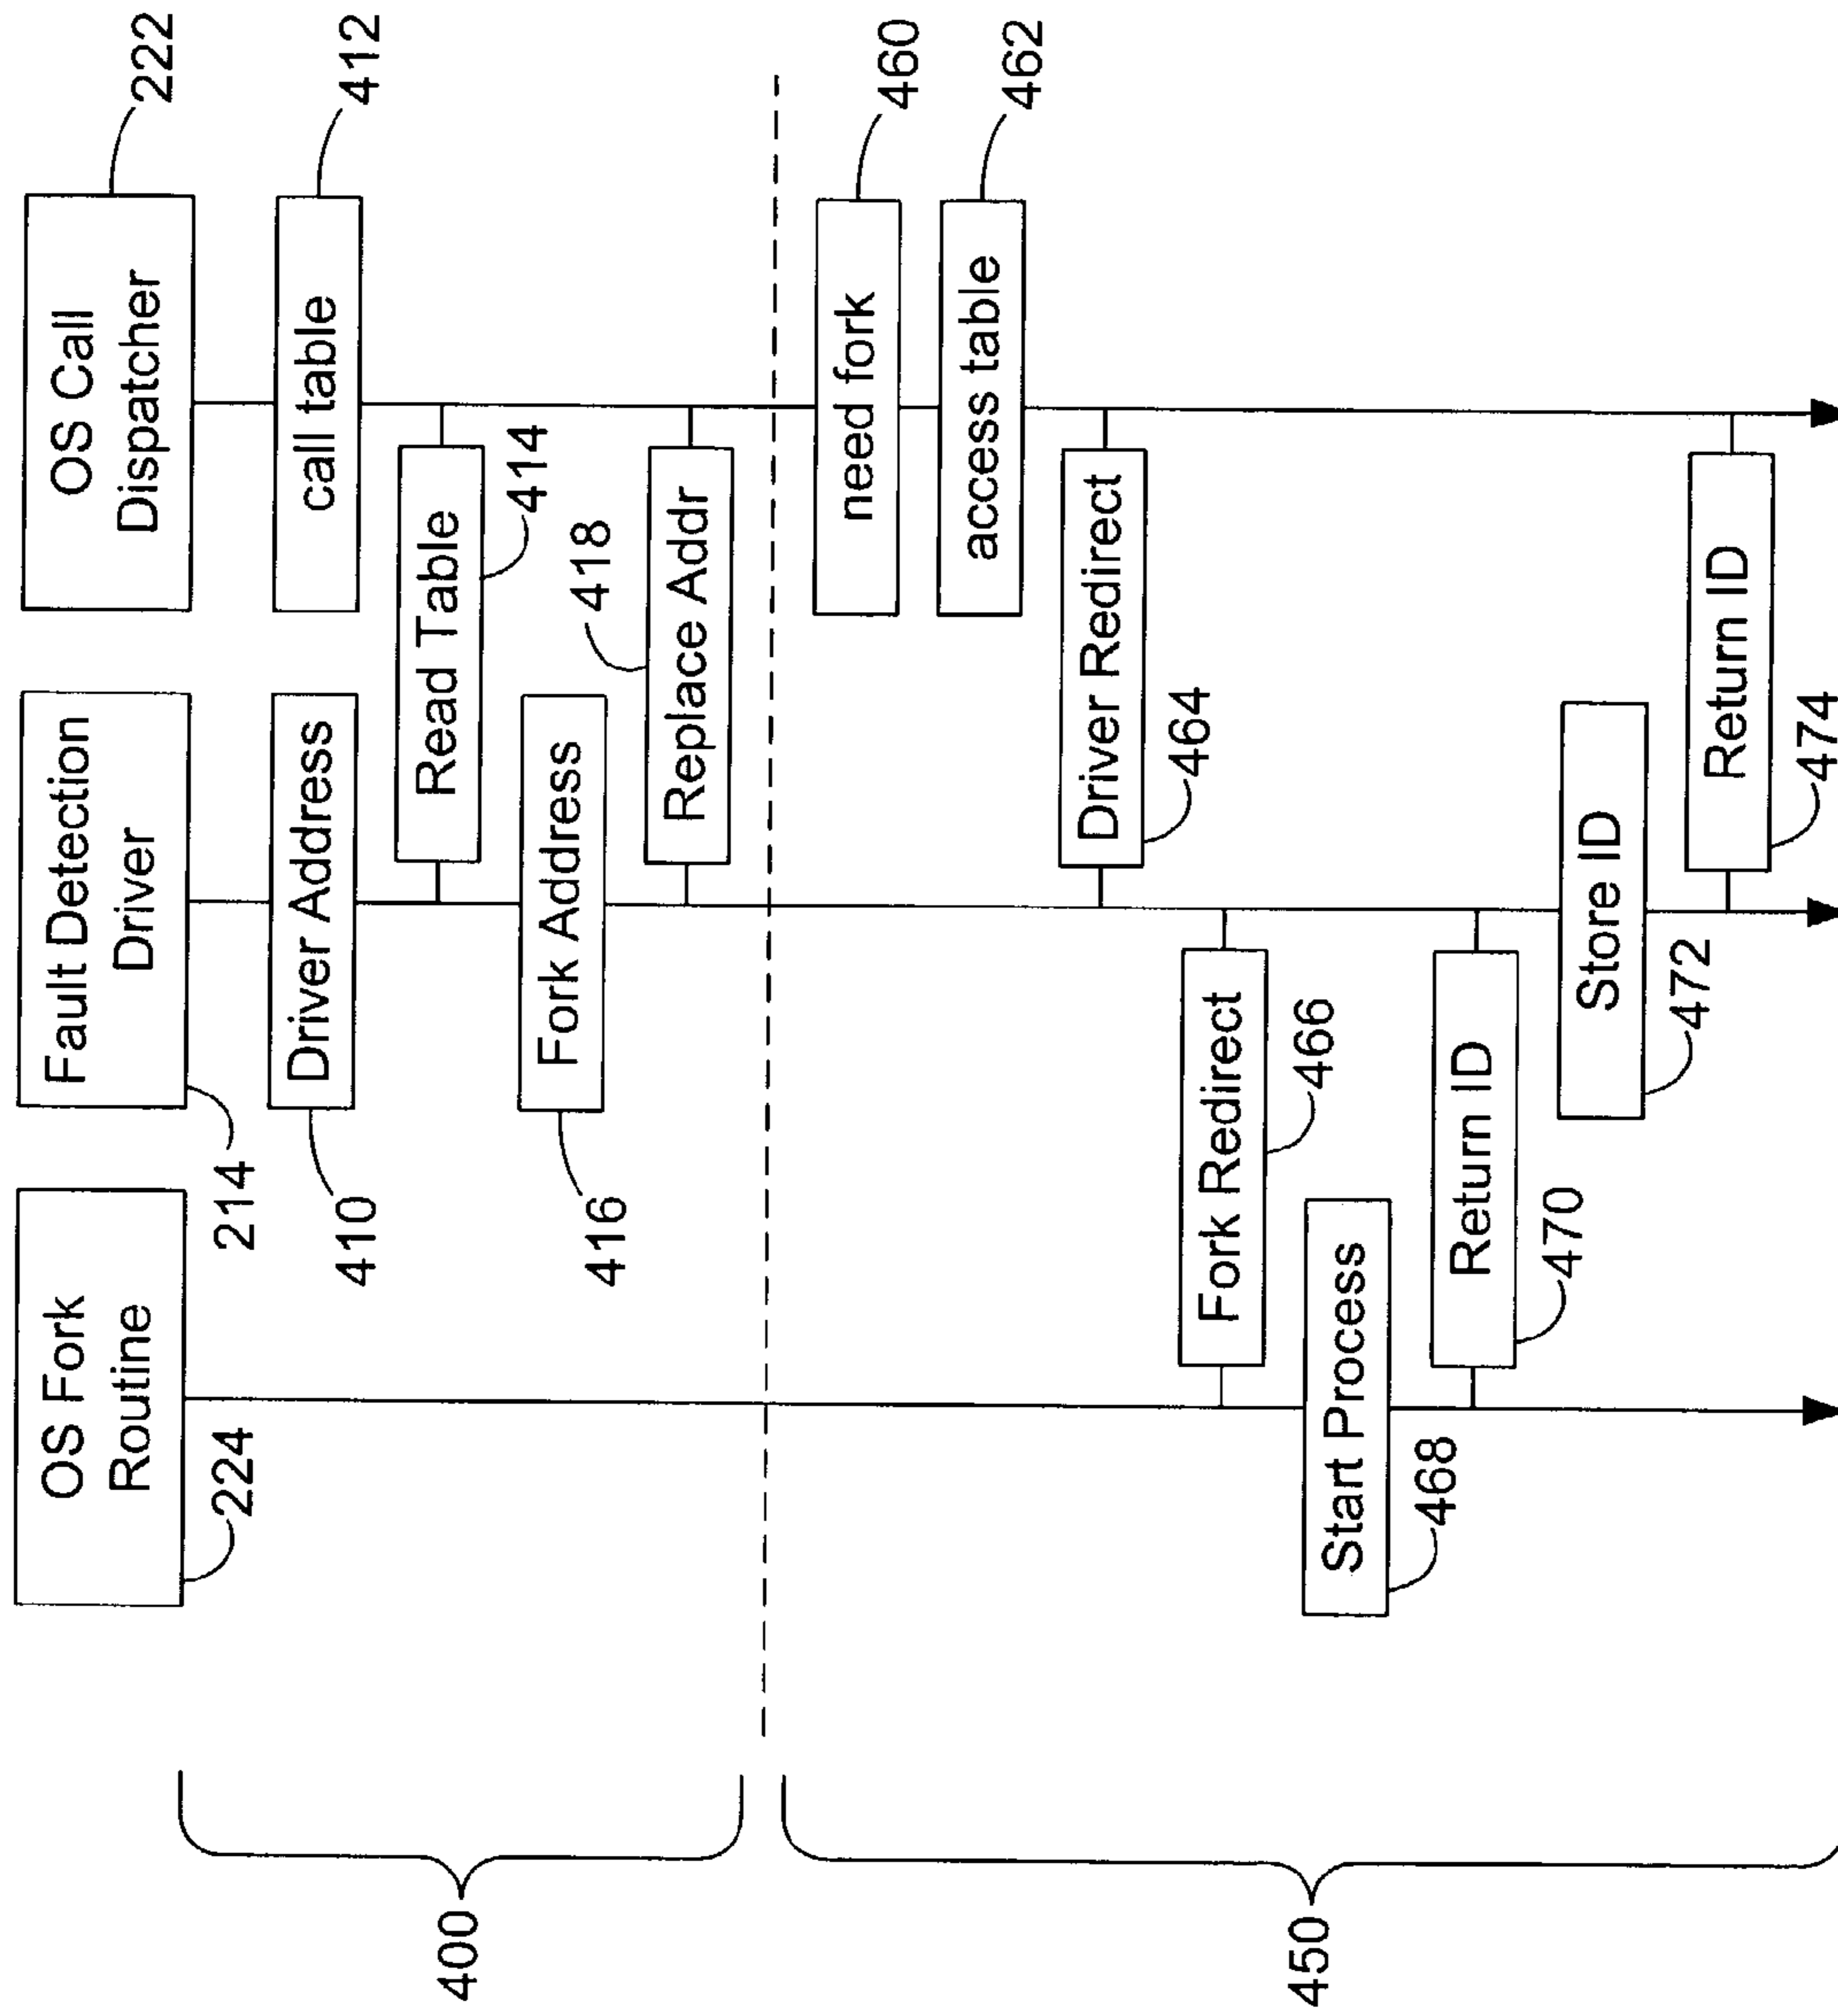 OS Fork
Routine
224
Fault Detection
Driver
214
OS Call
Dispatcher
222
400
Driver Address
410
call table
412
Read Table
414
Fork Address
416
Replace Addr
418
450
need fork
460
access table
462
Driver Redirect
464
Fork Redirect
466
Start Process
468
Return ID
470
Store ID
472
Return ID
474